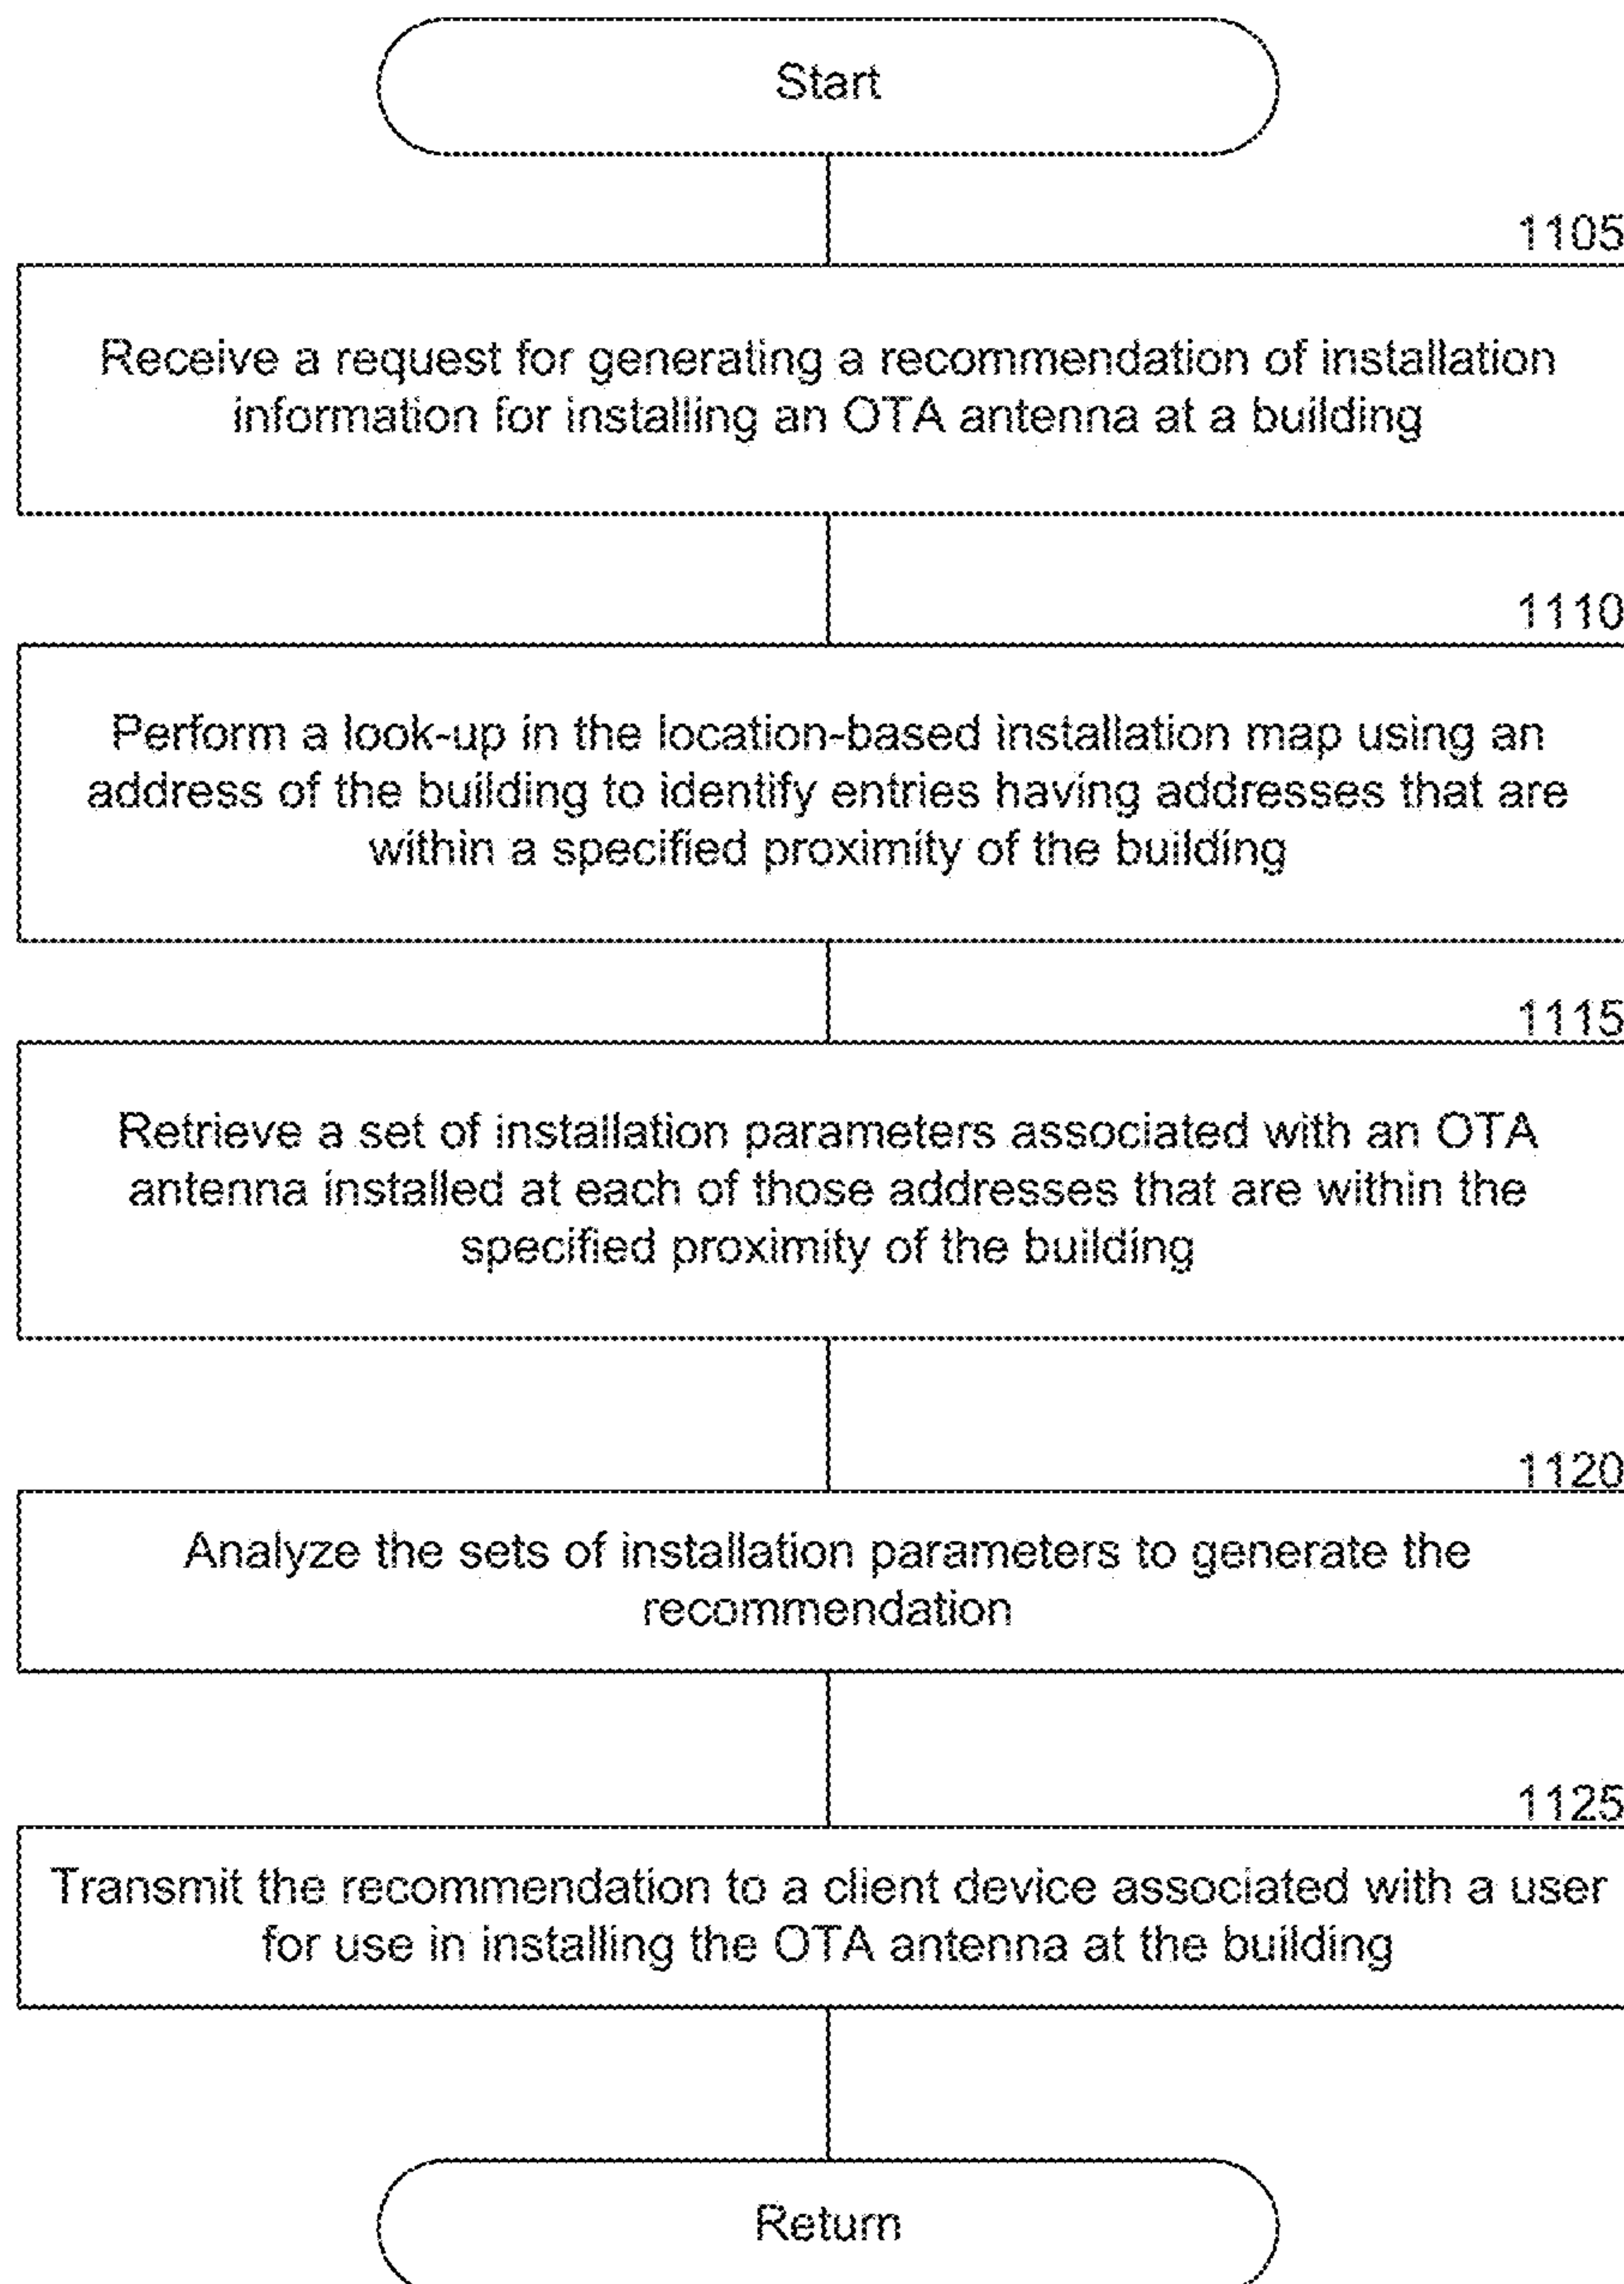 Start
1105
Receive a request for generating a recommendation of installation
information for installing an OTA antenna at a building
1110
Perform a look-up in the location-based installation map using an
address of the building to identify entries having addresses that are
within a specified proximity of the building
1115
Retrieve a set of installation parameters associated with an OTA
antenna installed at each of those addresses that are within the
specified proximity of the building
1120
Analyze the sets of installation parameters to generate the
recommendation
1125
Transmit the recommendation to a client device associated with a user
for use in installing the OTA antenna at the building
Return